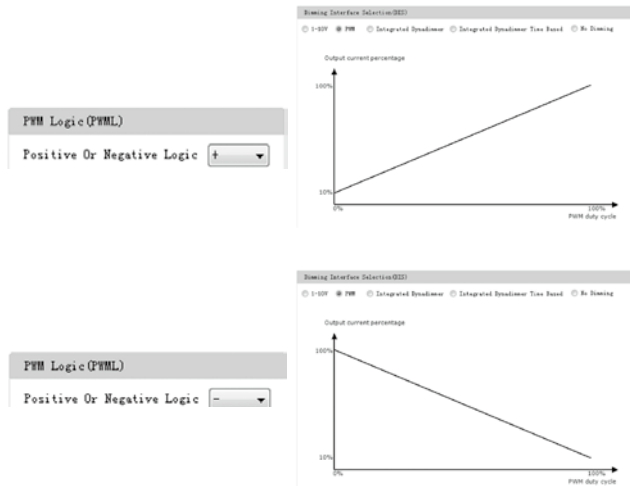 Dimming Interface Selection(DIS)
1-10V PWM Integrated Dynadimmer Integrated Dynadimmer Time Based No Dimming
Output current percentage
100%
10%
0% 100%
PWM duty cycle
PWM Logic(PWML)
Positive Or Negative Logic +
Dimming Interface Selection(DIS)
1-10V PWM Integrated Dynadimmer Integrated Dynadimmer Time Based No Dimming
Output current percentage
100%
10%
0% 100%
PWM duty cycle
PWM Logic(PWML)
Positive Or Negative Logic -